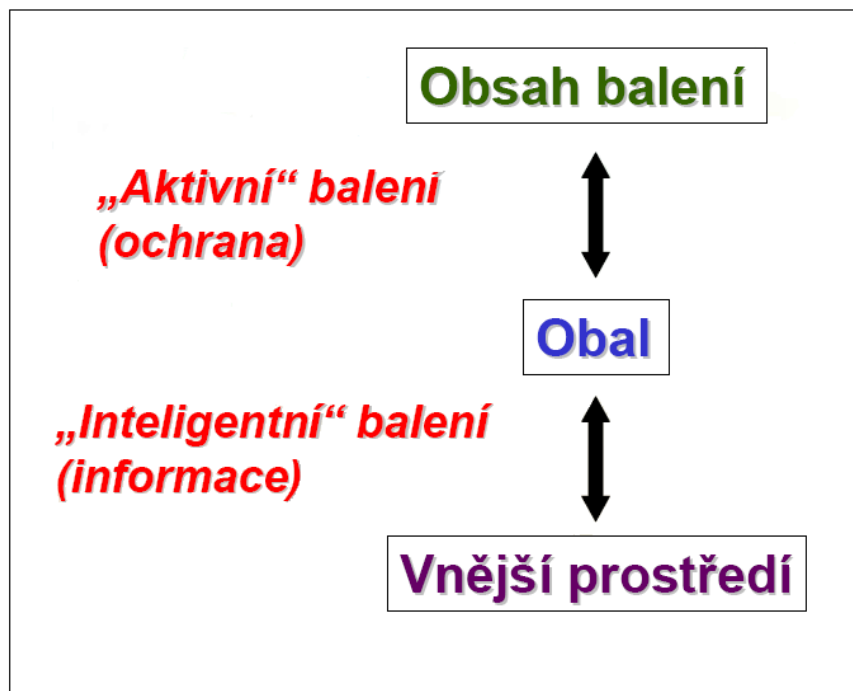 Obsah balení
„Aktivní“ balení
(ochrana)
Obal
„Inteligentní“ balení
(informace)
Vnější prostředí